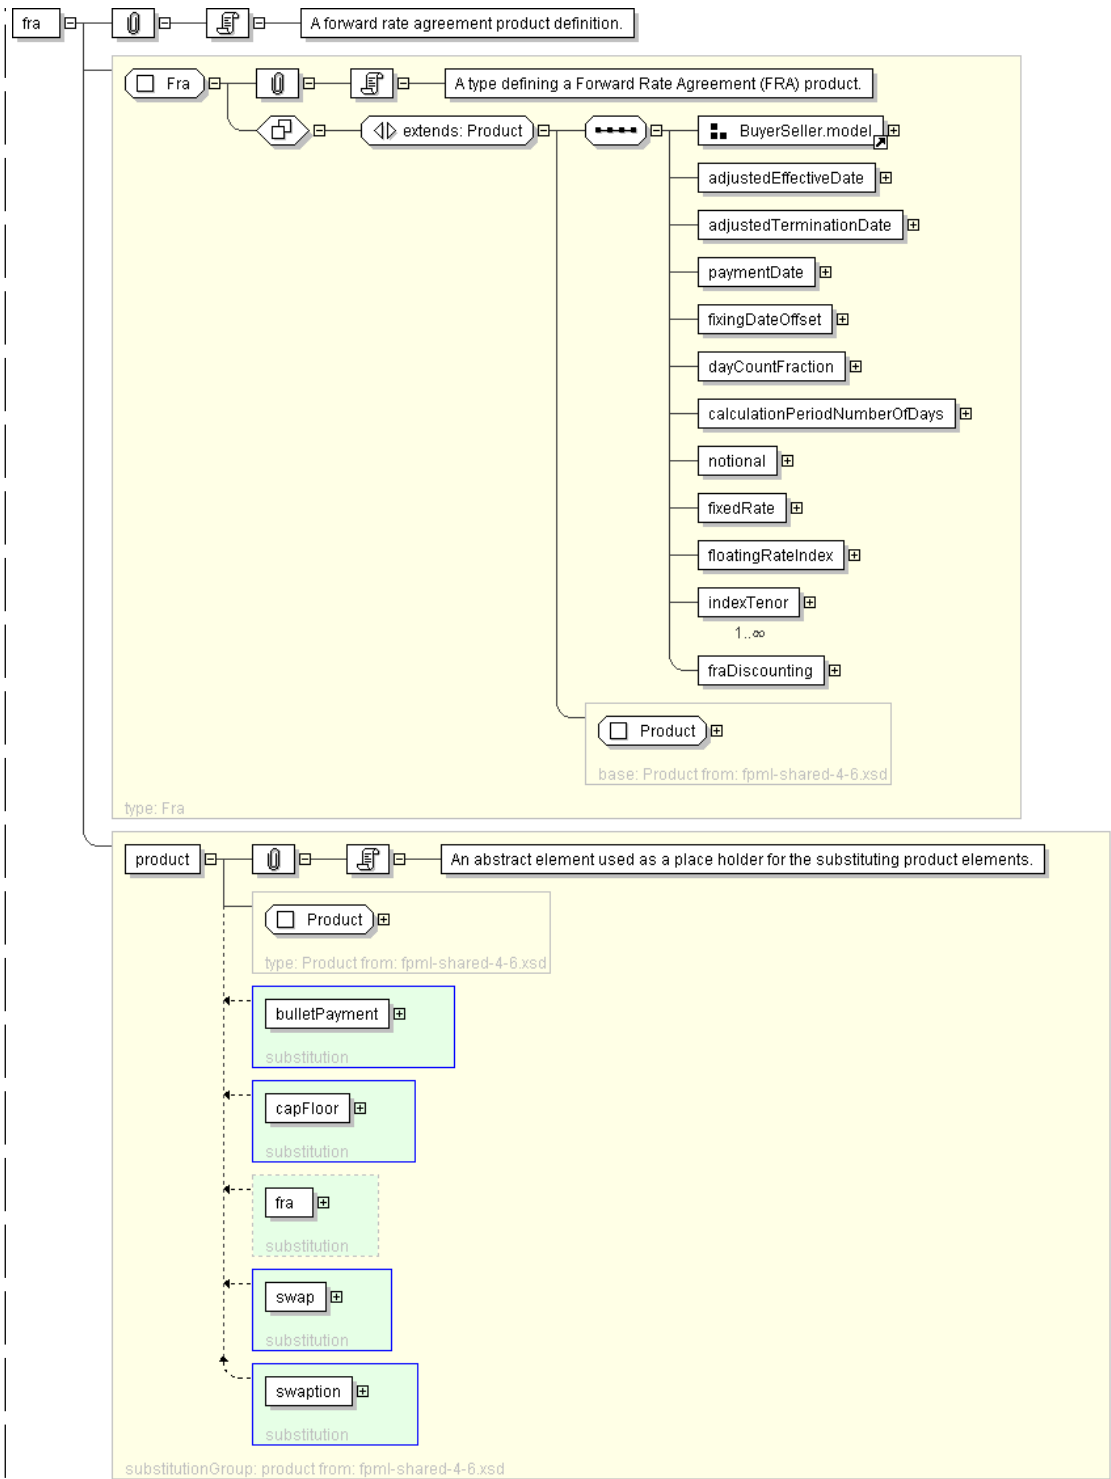 fra
A forward rate agreement product definition.
Fra
A type defining a Forward Rate Agreement (FRA) product.
extends: Product
BuyerSeller.model
adjustedEffectiveDate
adjustedTerminationDate
paymentDate
fixingDateOffset
dayCountFraction
calculationPeriodNumberOfDays
notional
fixedRate
floatingRateIndex
indexTenor
1..∞
fraDiscounting
Product
base: Product from: fpml-shared-4-6.xsd
type: Fra
product
An abstract element used as a place holder for the substituting product elements.
Product
type: Product from: fpml-shared-4-6.xsd
bulletPayment
substitution
capFloor
substitution
fra
substitution
swap
substitution
swaption
substitution
substitutionGroup: product from: fpml-shared-4-6.xsd